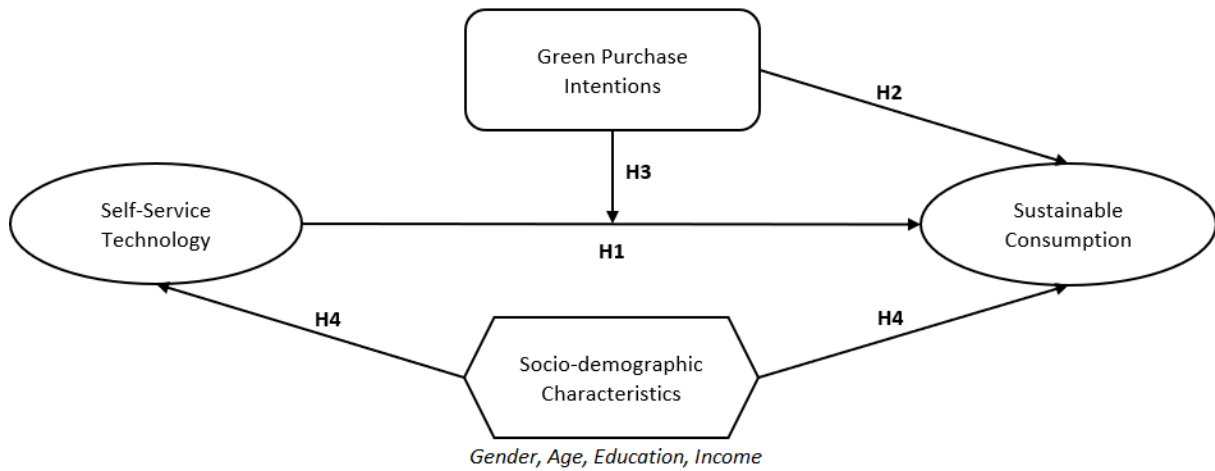 Green Purchase
Intentions
H2
H3
Self-Service
Technology
Sustainable
Consumption
H1
H4
H4
Socio-demographic
Characteristics
Gender, Age, Education, Income